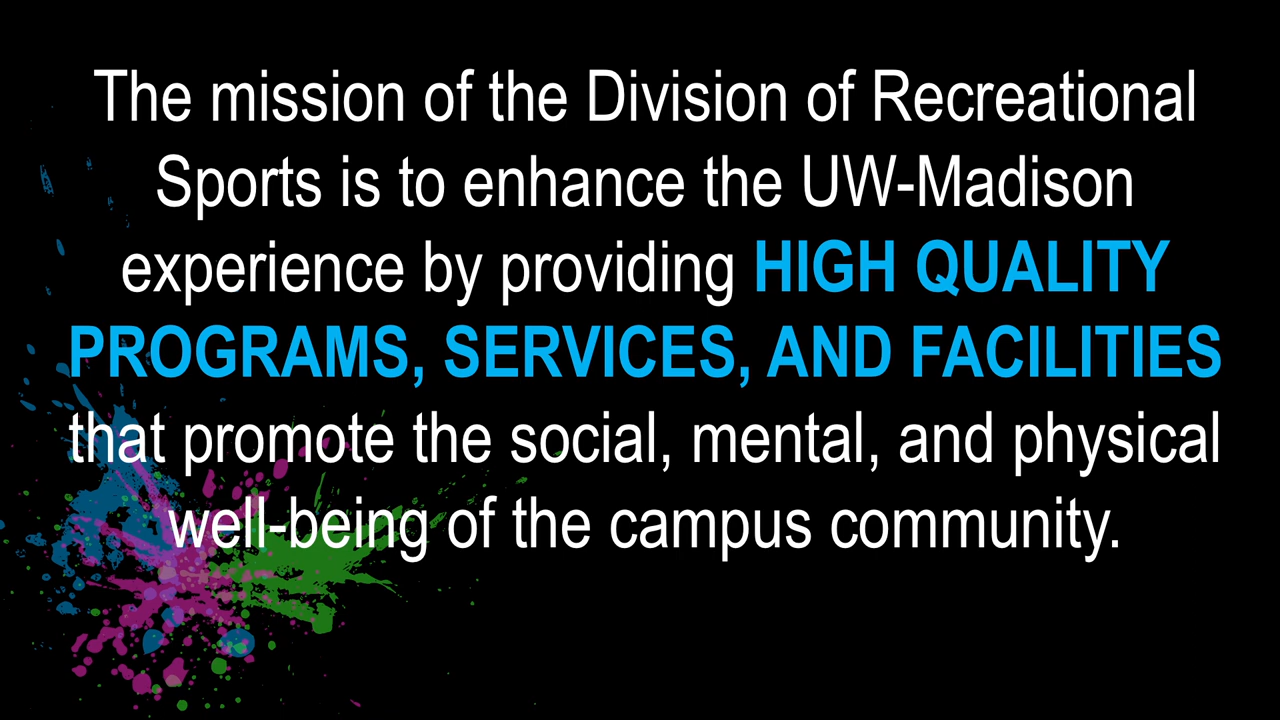 The mission of the Division of Recreational
Sports is to enhance the UW-Madison
experience by providing HIGH QUALITY
PROGRAMS, SERVICES, AND FACILITIES
that promote the social, mental, and physical
well-being of the campus community.